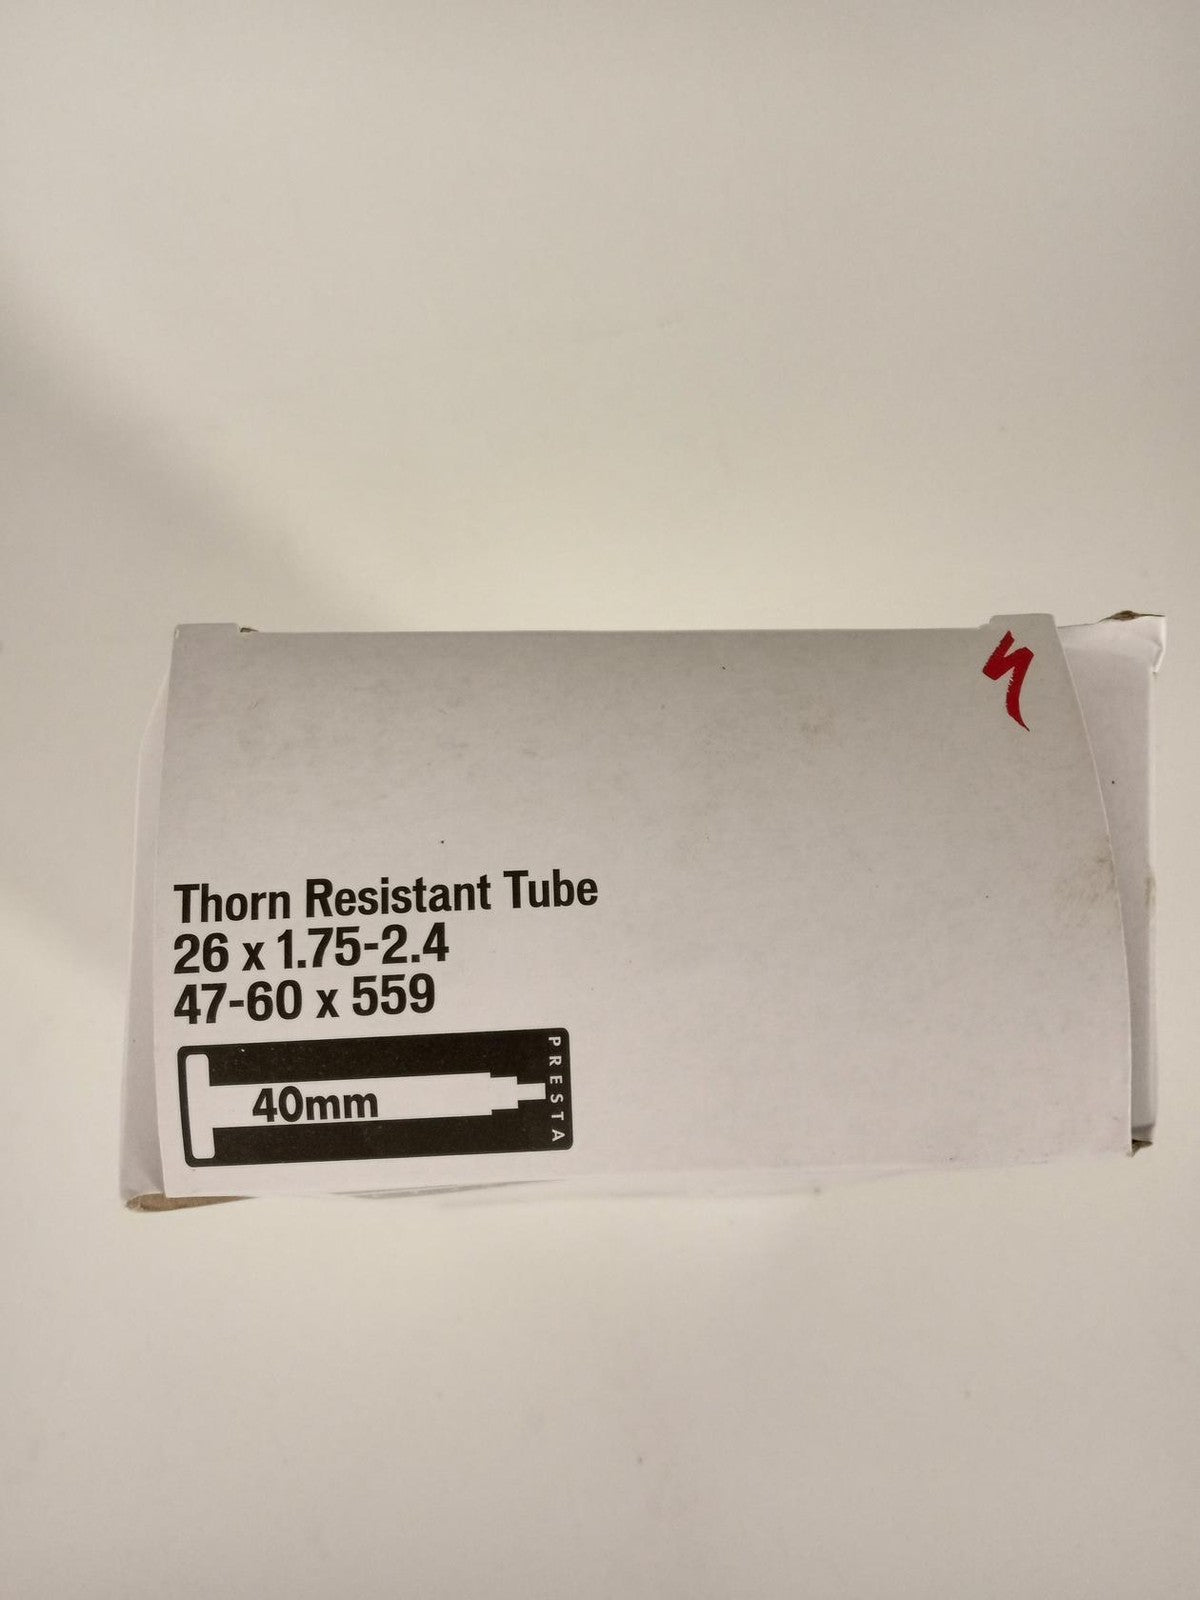 Thorn Resistant Tube
26 x 1.75-2.4
47-60 x 559
40mm
PRESTA